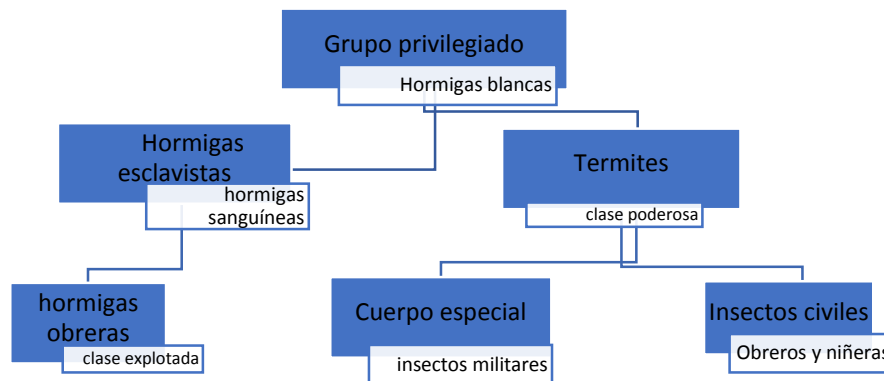 Grupo privilegiado
Hormigas blancas
Hormigas
esclavistas
hormigas
sanguíneas
Termites
clase poderosa
hormigas
obreras
clase explotada
Cuerpo especial
insectos militares
Insectos civiles
Obreros y niñeras